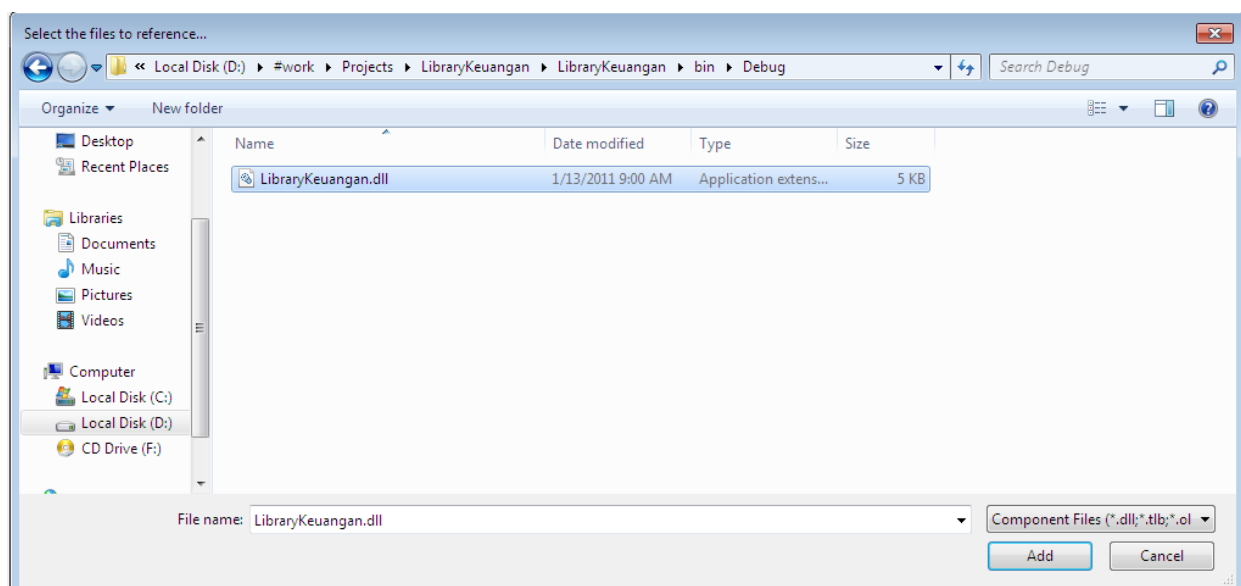 Select the files to reference...
« Local Disk (D:) ▸ #work ▸ Projects ▸ LibraryKeuangan ▸ LibraryKeuangan ▸ bin ▸ Debug
Search Debug
Organize New folder
Desktop
Recent Places
Libraries
Documents
Music
Pictures
Videos
Computer
Local Disk (C:)
Local Disk (D:)
CD Drive (F:)
Name Date modified Type Size
LibraryKeuangan.dll 1/13/2011 9:00 AM Application extens... 5 KB
File name: LibraryKeuangan.dll Component Files (*.dll;*.tlb;*.ol
Add Cancel